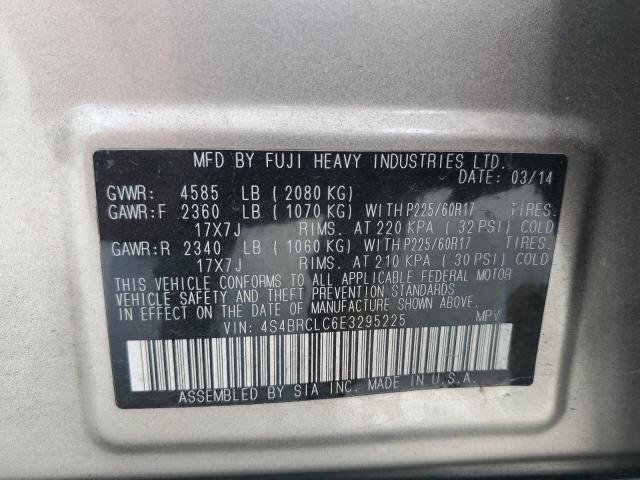 MFD BY FUJI HEAVY INDUSTRIES LTD.
DATE: 03/14
GVWR: 4585 LB (2080 KG)
GAWR:F 2360 LB (1070 KG) WITH P225/60R17 TIRES.
17X7J RIMS. AT 220 KPA (32 PSI) COLD
GAWR:R 2340 LB (1060 KG) WITH P225/60R17 TIRES.
17X7J RIMS. AT 210 KPA (30 PSI) COLD
THIS VEHICLE CONFORMS TO ALL APPLICABLE FEDERAL MOTOR
VEHICLE SAFETY AND THEFT PREVENTION STANDARDS
IN EFFECT ON THE DATE OF MANUFACTURE SHOWN ABOVE.
VIN: 4S4BRCLC6E3295225 MPV
ASSEMBLED BY SIA INC. MADE IN U.S.A.